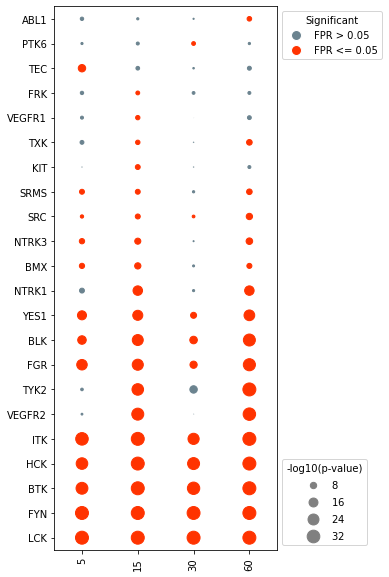 ABL1
PTK6
TEC
FRK
VEGFR1
TXK
KIT
SRMS
SRC
NTRK3
BMX
NTRK1
YES1
BLK
FGR
TYK2
VEGFR2
ITK
HCK
BTK
FYN
LCK
5 15 30 60
Significant
FPR > 0.05
FPR <= 0.05
-log10(p-value)
8
16
24
32